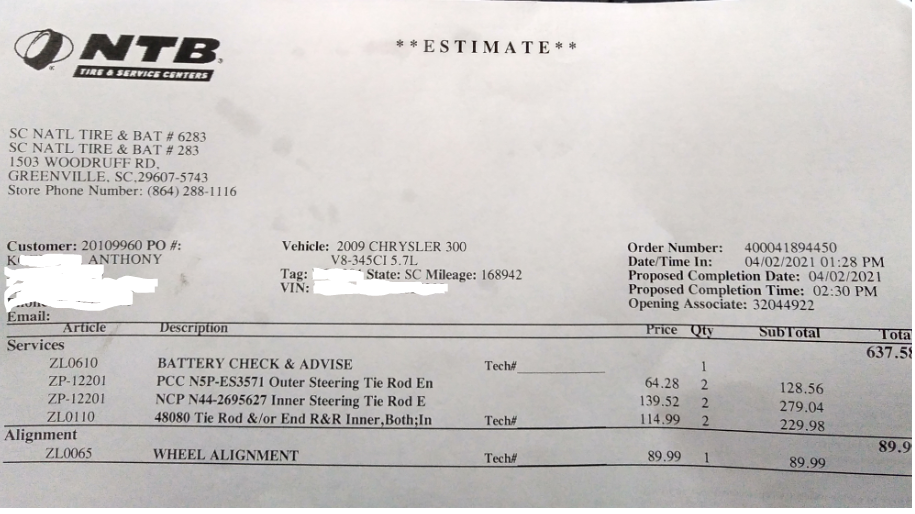 NTB
TIRE & SERVICE CENTERS
**ESTIMATE**
SC NATL TIRE & BAT # 6283
SC NATL TIRE & BAT # 283
1503 WOODRUFF RD,
GREENVILLE, SC,29607-5743
Store Phone Number: (864) 288-1116
Customer: 20109960 PO #:
ANTHONY
Email:
Vehicle: 2009 CHRYSLER 300
V8-345CI 5.7L
Tag: State: SC Mileage: 168942
VIN:
Order Number: 400041894450
Date/Time In: 04/02/2021 01:28 PM
Proposed Completion Date: 04/02/2021
Proposed Completion Time: 02:30 PM
Opening Associate: 32044922
Article Description Price Qty SubTotal Tota
Services 637.58
ZL0610 BATTERY CHECK & ADVISE Tech# 1
ZP-12201 PCC N5P-ES3571 Outer Steering Tie Rod En 64.28 2 128.56
ZP-12201 NCP N44-2695627 Inner Steering Tie Rod E 139.52 2 279.04
ZL0110 48080 Tie Rod &/or End R&R Inner,Both;In Tech# 114.99 2 229.98
Alignment 89.9
ZL0065 WHEEL ALIGNMENT Tech# 89.99 1 89.99